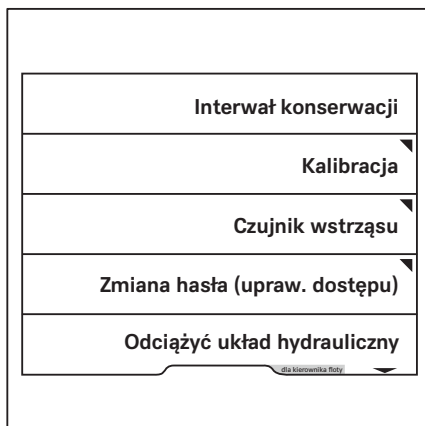 Interwał konserwacji
Kalibracja
Czujnik wstrząsu
Zmiana hasła (upraw. dostępu)
Odciążyć układ hydrauliczny
dla kierownika floty